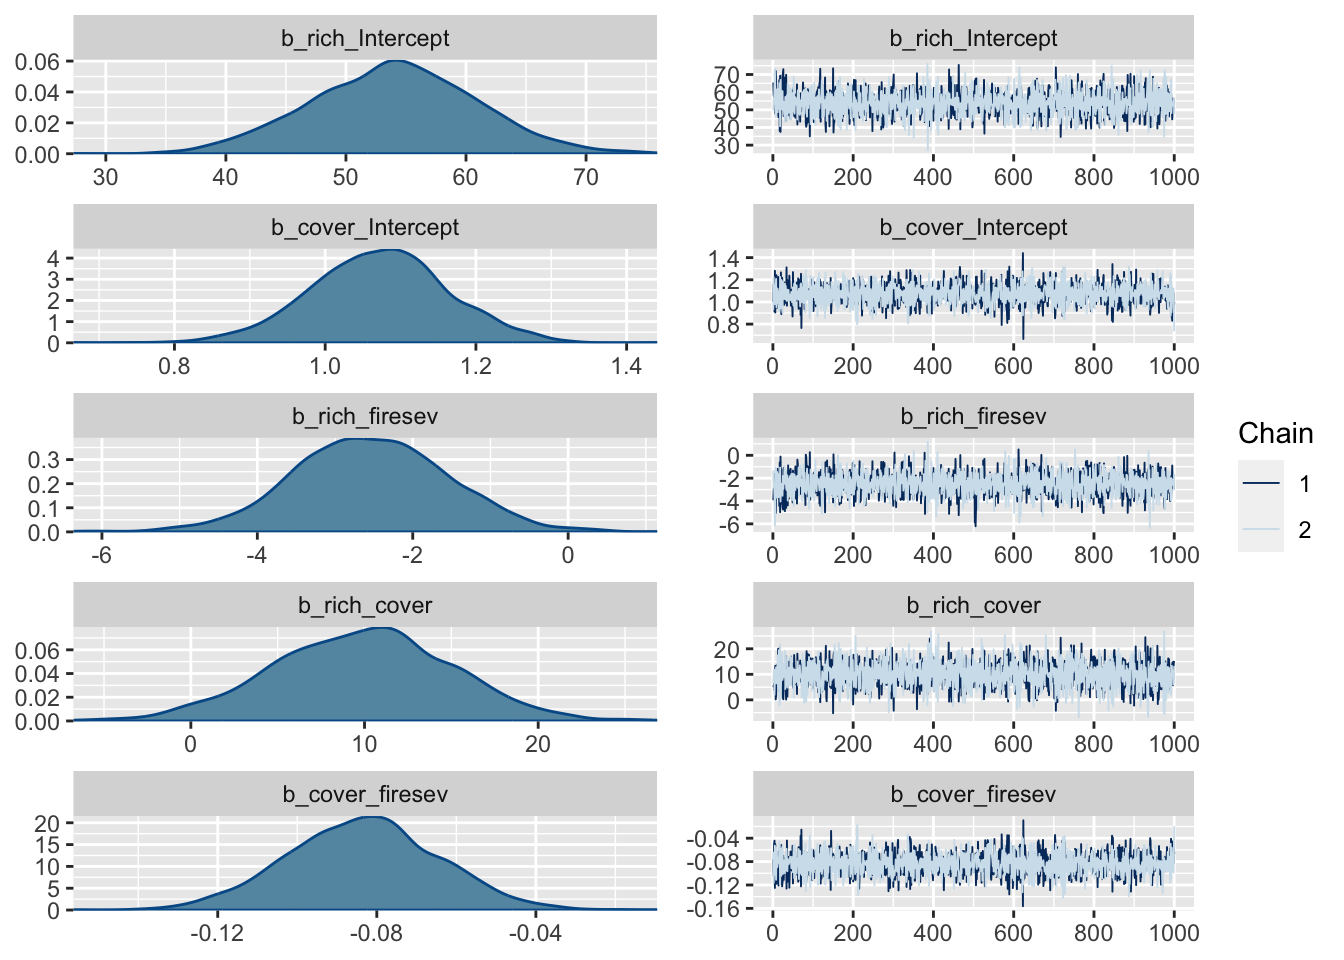 b_rich_Intercept
0.06
0.04
0.02
0.00
30 40 50 60 70
b_rich_Intercept
70
60
50
40
30
0 200 400 600 800 1000
b_cover_Intercept
4
3
2
1
0
0.8 1.0 1.2 1.4
b_cover_Intercept
1.4
1.2
1.0
0.8
0 200 400 600 800 1000
b_rich_firesev
0.3
0.2
0.1
0.0
-6 -4 -2 0
b_rich_firesev
0
-2
-4
-6
0 200 400 600 800 1000
b_rich_cover
0.06
0.04
0.02
0.00
0 10 20
b_rich_cover
20
10
0
0 200 400 600 800 1000
b_cover_firesev
20
15
10
5
0
-0.12 -0.08 -0.04
b_cover_firesev
-0.04
-0.08
-0.12
-0.16
0 200 400 600 800 1000
Chain
1
2